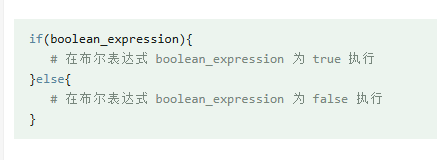 if(boolean_expression){
   # 在布尔表达式 boolean_expression 为 true 执行
}else{
   # 在布尔表达式 boolean_expression 为 false 执行
}